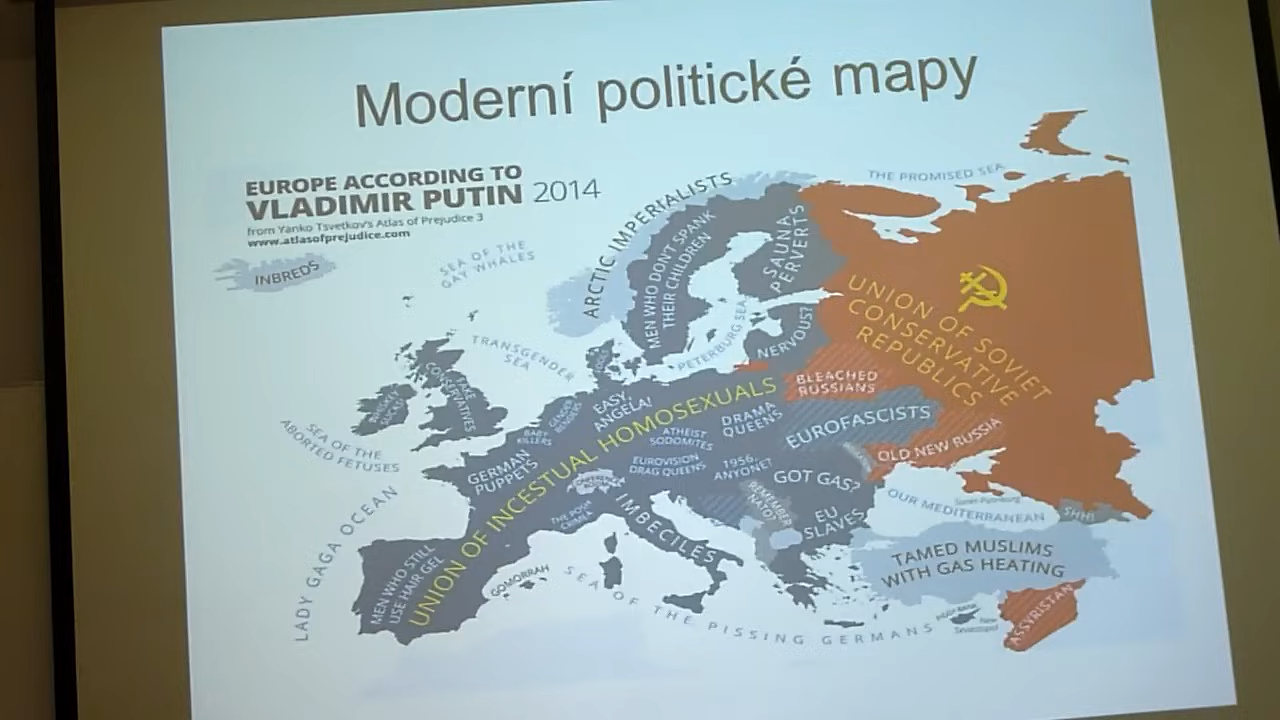 Moderní politické mapy
EUROPE ACCORDING TO
VLADIMIR PUTIN 2014
from Yanko Tsvetkov's Atlas of Prejudice 3
www.atlasofprejudice.com
THE PROMISED SEA
INBREDS
SEA OF THE
GAY WHALES
ARCTIC IMPERIALISTS
MEN WHO DON'T SPANK
THEIR CHILDREN
SAUNA
PERVERTS
UNION OF SOVIET
CONSERVATIVE
REPUBLICS
TRANSGENDER
SEA
PETERBURG SEA
NERVOUS?
BLEACHED
RUSSIANS
FAKE
CONSERVATIVES
EASY,
ANGELA!
BABY
KILLERS
UNION OF INCESTUAL HOMOSEXUALS
DRAMA
QUEENS
EUROFASCISTS
ATHEIST
SODOMITES
SEA OF THE
ABORTED FETUSES
GERMAN
PUPPETS
EUROVISION
DRAG QUEENS
1956,
ANYONE?
OLD NEW RUSSIA
GOT GAS?
LADY GAGA OCEAN
REMEMBER
NATO?
IMBECILES
EU
SLAVES
OUR MEDITERRANEAN
SHH!
TAMED MUSLIMS
WITH GAS HEATING
MEN WHO STILL
USE HAIR GEL
GOMORRAH
SEA OF THE PISSING GERMANS
PIGGY BANK
New
Sevastopol
ASSYRISTAN